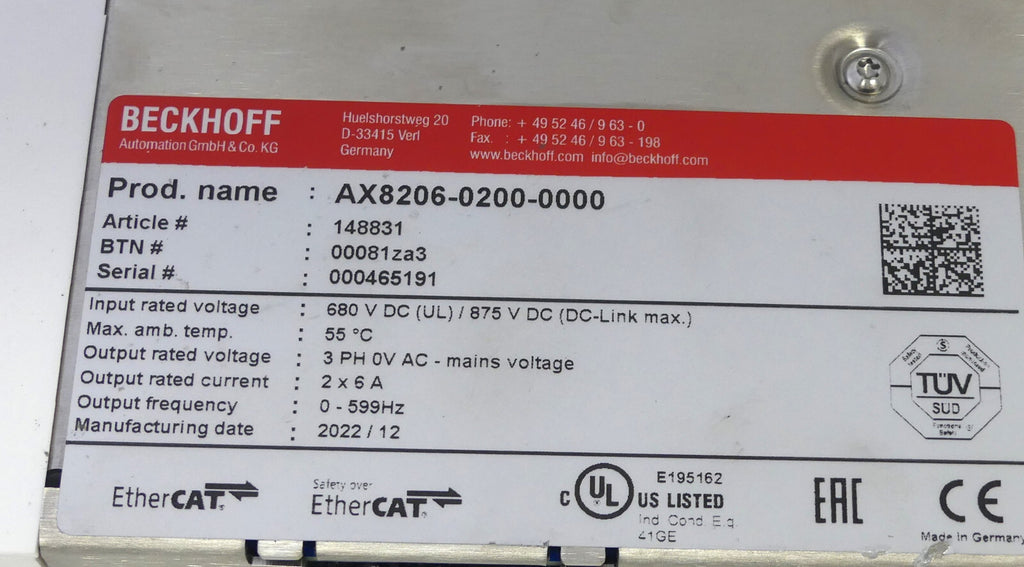 BECKHOFF
Automation GmbH & Co. KG
Huelshorstweg 20
D-33415 Verl
Germany
Phone: + 49 52 46 / 9 63 - 0
Fax. : + 49 52 46 / 9 63 - 198
www.beckhoff.com info@beckhoff.com
Prod. name : AX8206-0200-0000
Article # : 148831
BTN # : 00081za3
Serial # : 000465191
Input rated voltage : 680 V DC (UL) / 875 V DC (DC-Link max.)
Max. amb. temp. : 55 °C
Output rated voltage : 3 PH 0V AC - mains voltage
Output rated current : 2 x 6 A
Output frequency : 0 - 599Hz
Manufacturing date : 2022 / 12
TÜV
SUD
EtherCAT
Safety over
EtherCAT
C UL US LISTED
E195162
Ind. Cond. Eq.
41GE
EAC
CE
Made in Germany